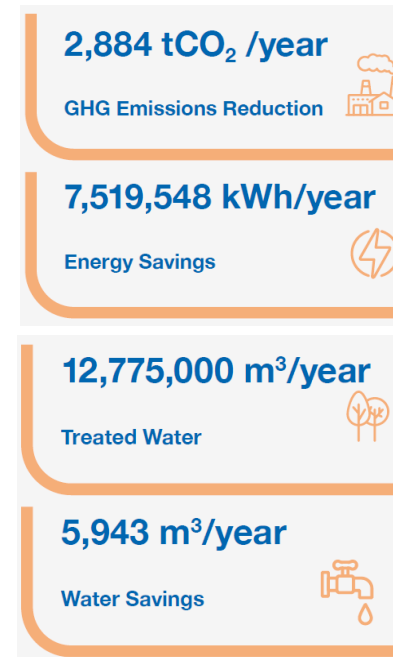 2,884 tCO₂ /year
GHG Emissions Reduction
7,519,548 kWh/year
Energy Savings
12,775,000 m³/year
Treated Water
5,943 m³/year
Water Savings